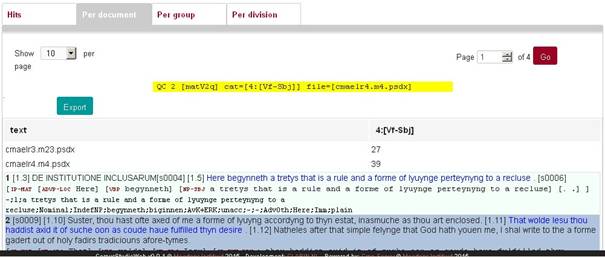 Hits Per document Per group Per division
Show 10 per page
Page 1 of 4 Go
QC 2 [matV2q] cat=[4:[Vf-Sbj]] file=[cmaelr4.m4.psdx]
Export
text 4:[Vf-Sbj]
cmaelr3.m23.psdx 27
cmaelr4.m4.psdx 39
1 [1.3] DE INSTITUTIONE INCLUSARUM[s0004] [1.5] Here begynneth a tretys that is a rule and a forme of lyuynge perteynyng to a recluse . [s0006]
[IP-MAT [ADVP-LOC Here] [VBP begynneth] [NP-SBJ a tretys that is a rule and a forme of lyuynge perteynyng to a recluse] [. .] ]
-;1;a tretys that is a rule and a forme of lyuynge perteynyng to a
recluse;Nominal;IndefNP;begynneth;biginnen;AvK+ERK;unacc;-;-;Adv0th;Here;Imm;plain
2 [s0009] [1.10] Suster, thou hast ofte axed of me a forme of lyuyng accordyng to thyn estat, inasmuche as thou art enclosed. [1.11] That wolde Iesu thou
haddist axid it of suche oon as coude haue fulfilled thyn desire . [1.12] Natheles after that simple felynge that God hath youen me, I shal write to the a forme
gadert out of holy fadirs tradiciouns afore-tymes